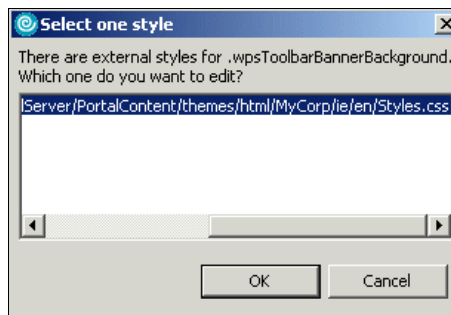 Select one style
There are external styles for .wpsToolbarBannerBackground.
Which one do you want to edit?
lServer/PortalContent/themes/html/MyCorp/ie/en/Styles.css
OK
Cancel